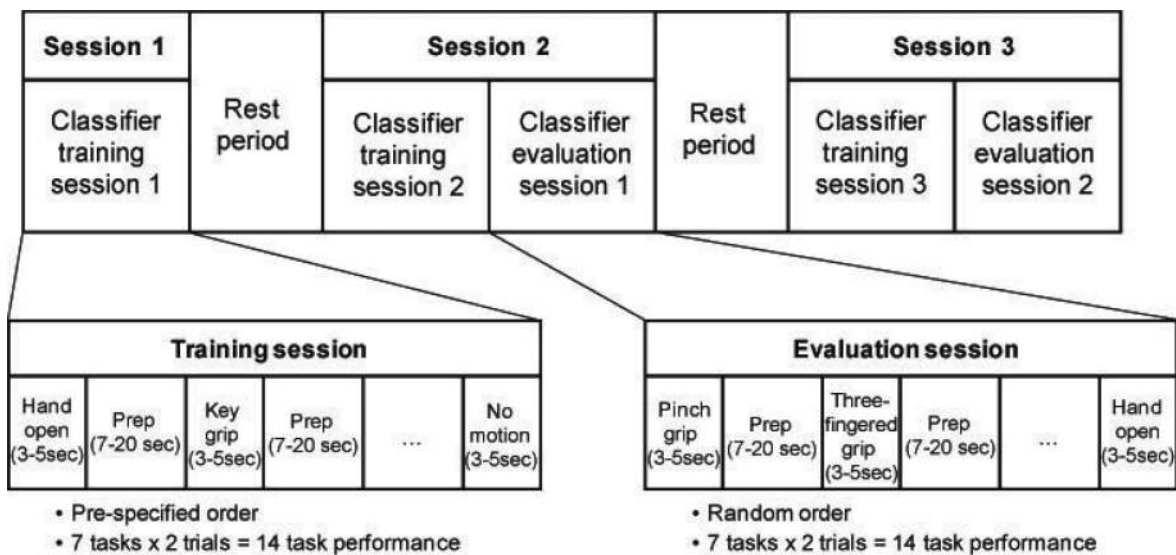 Session 1
Session 2
Session 3
Classifier
training
session 1
Rest
period
Classifier
training
session 2
Classifier
evaluation
session 1
Rest
period
Classifier
training
session 3
Classifier
evaluation
session 2
Training session
Hand
open
(3-5sec)
Prep
(7-20 sec)
Key
grip
(3-5sec)
Prep
(7-20 sec)
...
No
motion
(3-5sec)
• Pre-specified order
• 7 tasks x 2 trials = 14 task performance
Evaluation session
Pinch
grip
(3-5sec)
Prep
(7-20 sec)
Three-
fingered
grip
(3-5sec)
Prep
(7-20 sec)
...
Hand
open
(3-5sec)
• Random order
• 7 tasks x 2 trials = 14 task performance